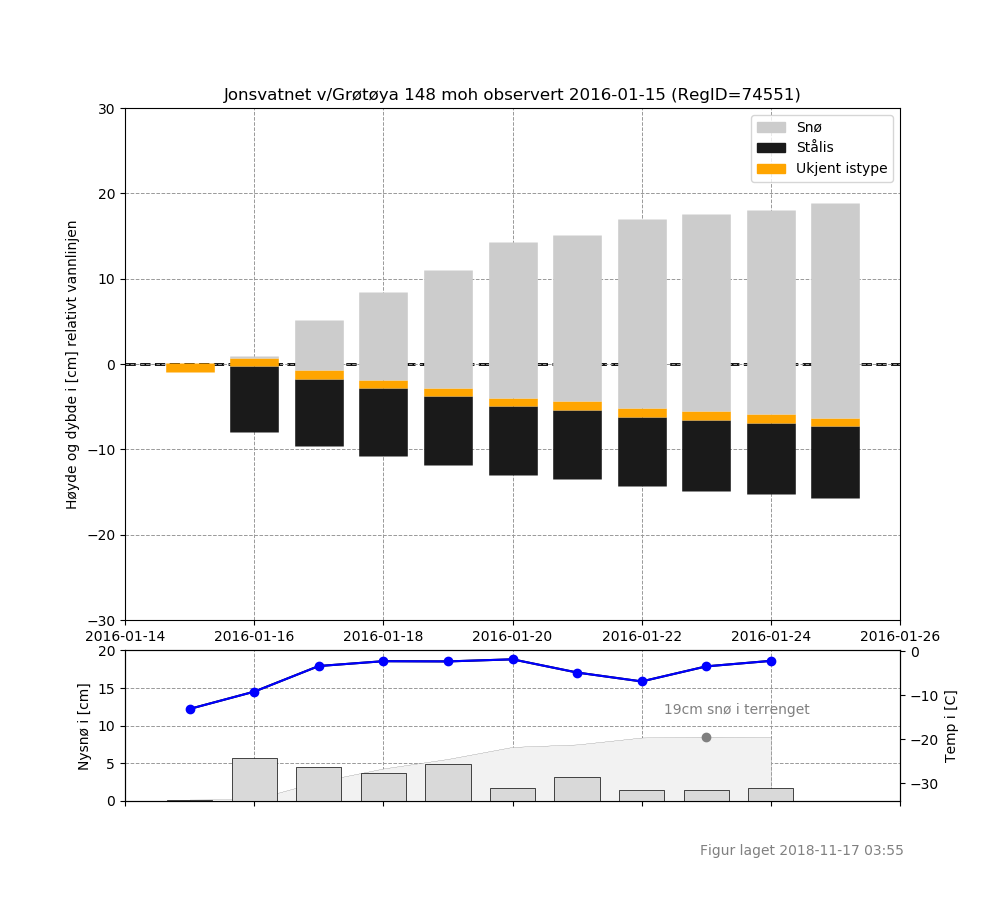 Jonsvatnet v/Grøtøya 148 moh observert 2016-01-15 (RegID=74551)
Høyde og dybde i [cm] relativt vannlinjen
30
20
10
0
−10
−20
−30
Snø
Stålis
Ukjent istype
2016-01-14 2016-01-16 2016-01-18 2016-01-20 2016-01-22 2016-01-24 2016-01-26
Nysnø i [cm]
20
15
10
5
0
19cm snø i terrenget
0
−10
−20
−30
Temp i [C]
Figur laget 2018-11-17 03:55